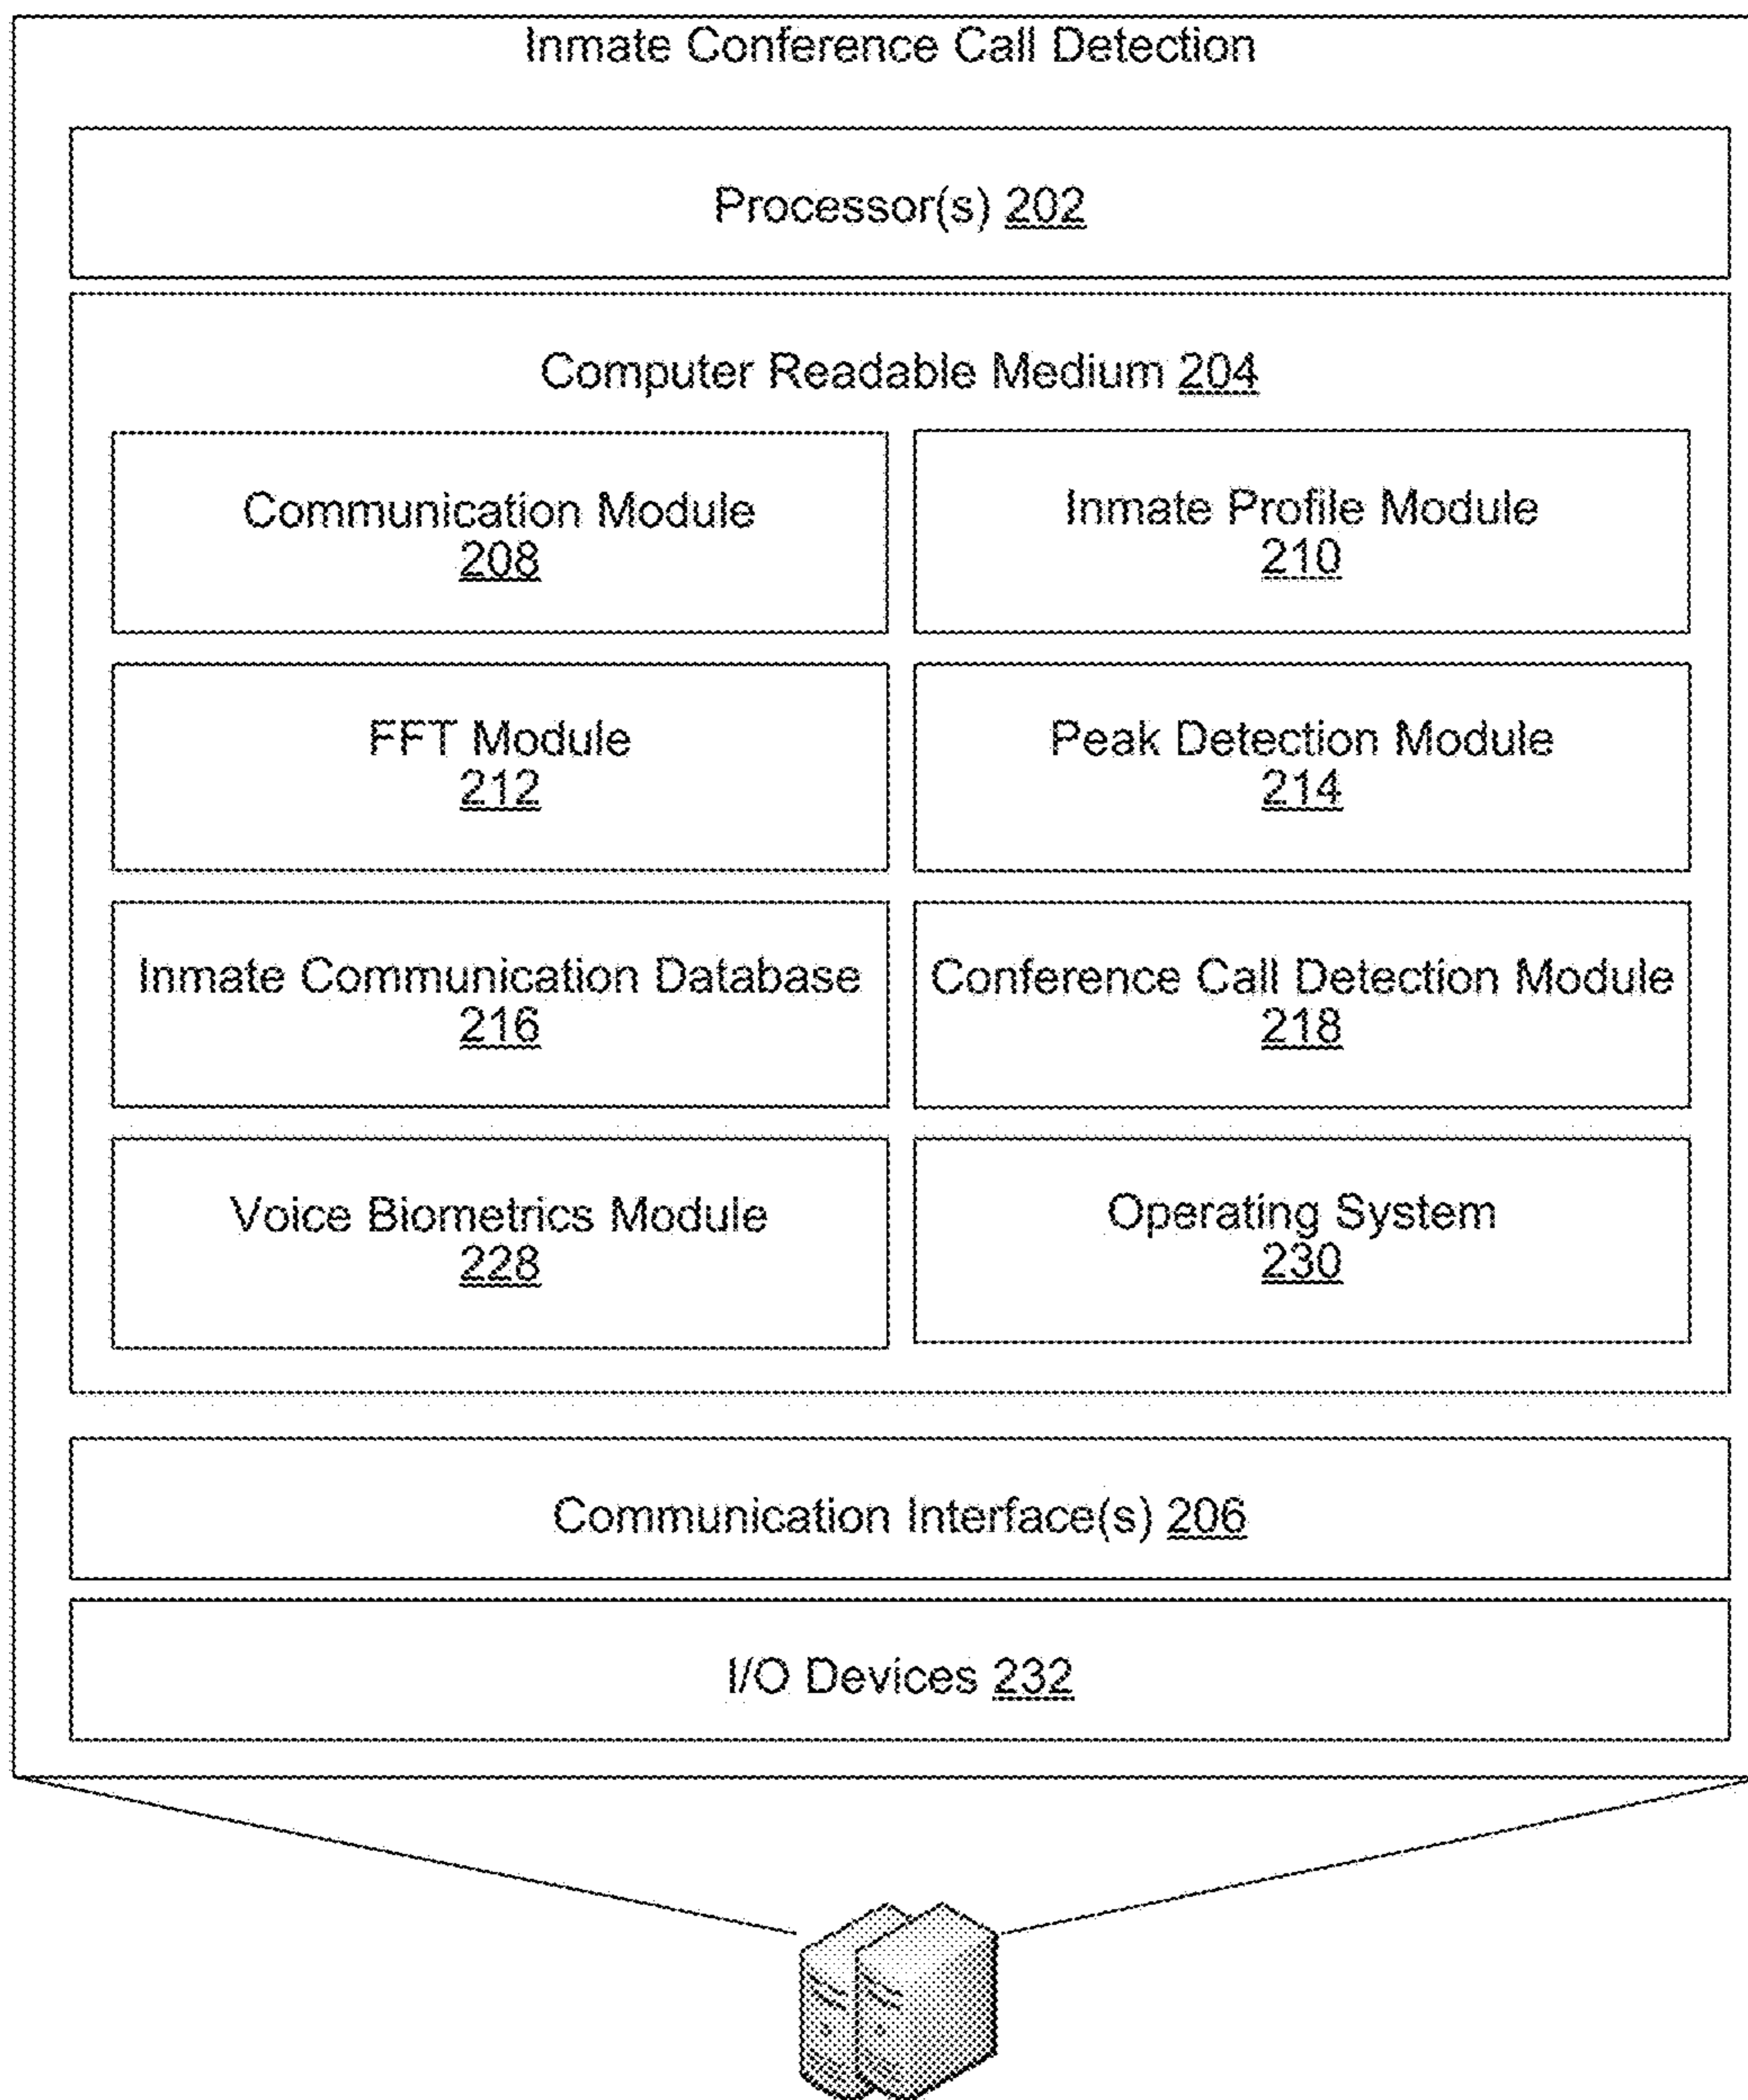 Inmate Conference Call Detection
Processor(s) 202
Computer Readable Medium 204
Communication Module
208
Inmate Profile Module
210
FFT Module
212
Peak Detection Module
214
Inmate Communication Database
216
Conference Call Detection Module
218
Voice Biometrics Module
228
Operating System
230
Communication Interface(s) 206
I/O Devices 232